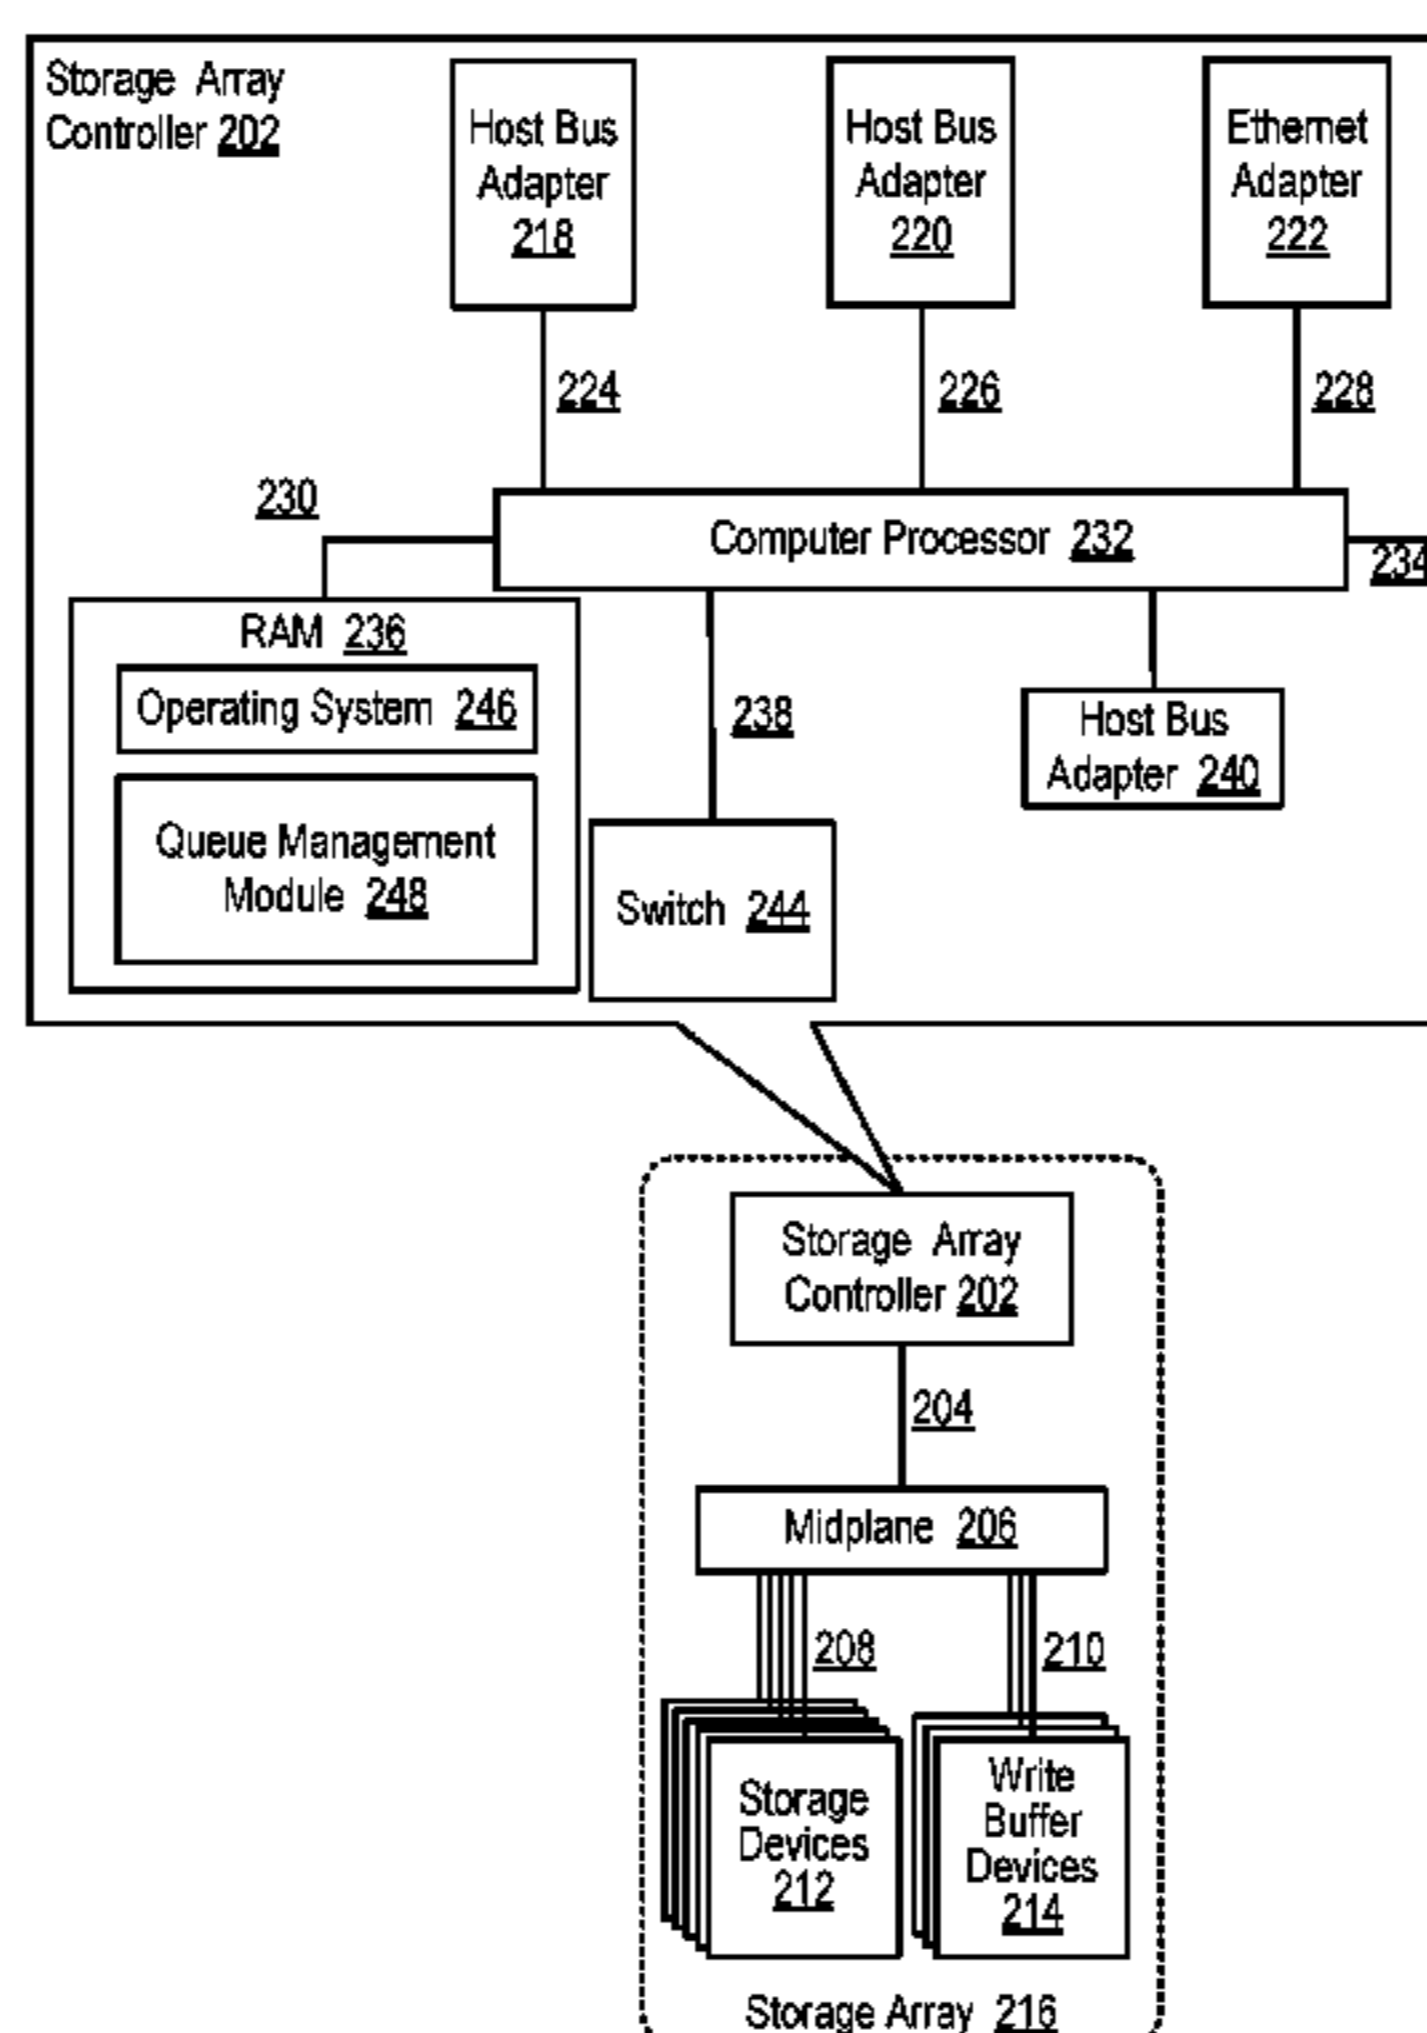 Storage Array
Controller 202
Host Bus
Adapter
218
Host Bus
Adapter
220
Ethernet
Adapter
222
224
226
228
230
Computer Processor 232
234
RAM 236
Operating System 246
Queue Management
Module 248
238
Host Bus
Adapter 240
Switch 244
Storage Array
Controller 202
204
Midplane 206
208
210
Storage
Devices
212
Write
Buffer
Devices
214
Storage Array 216